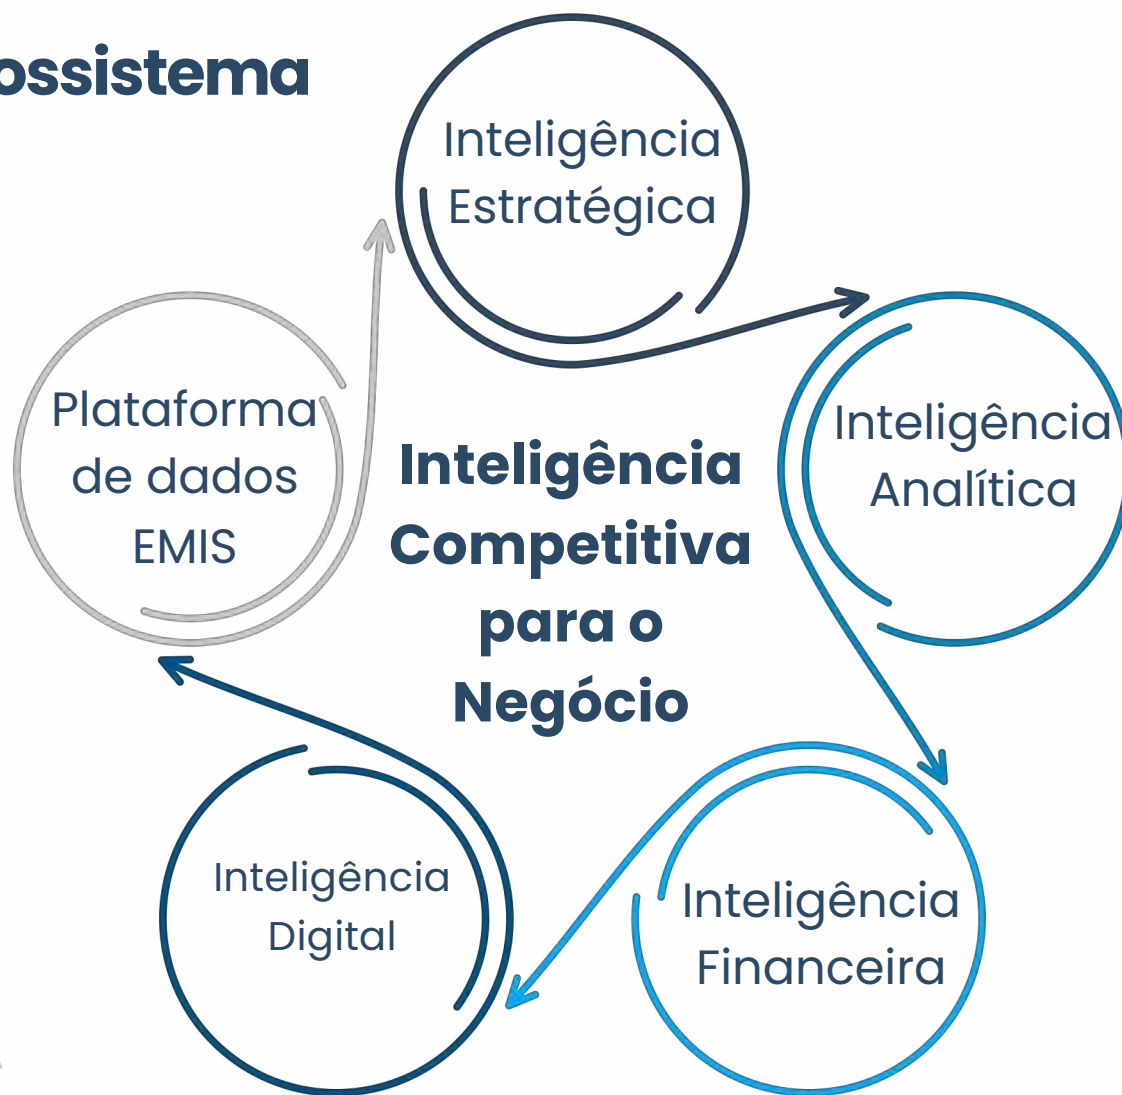 ossistema
Inteligência
Estratégica
Plataforma
de dados
EMIS
Inteligência
Competitiva
para o
Negócio
Inteligência
Analítica
Inteligência
Digital
Inteligência
Financeira